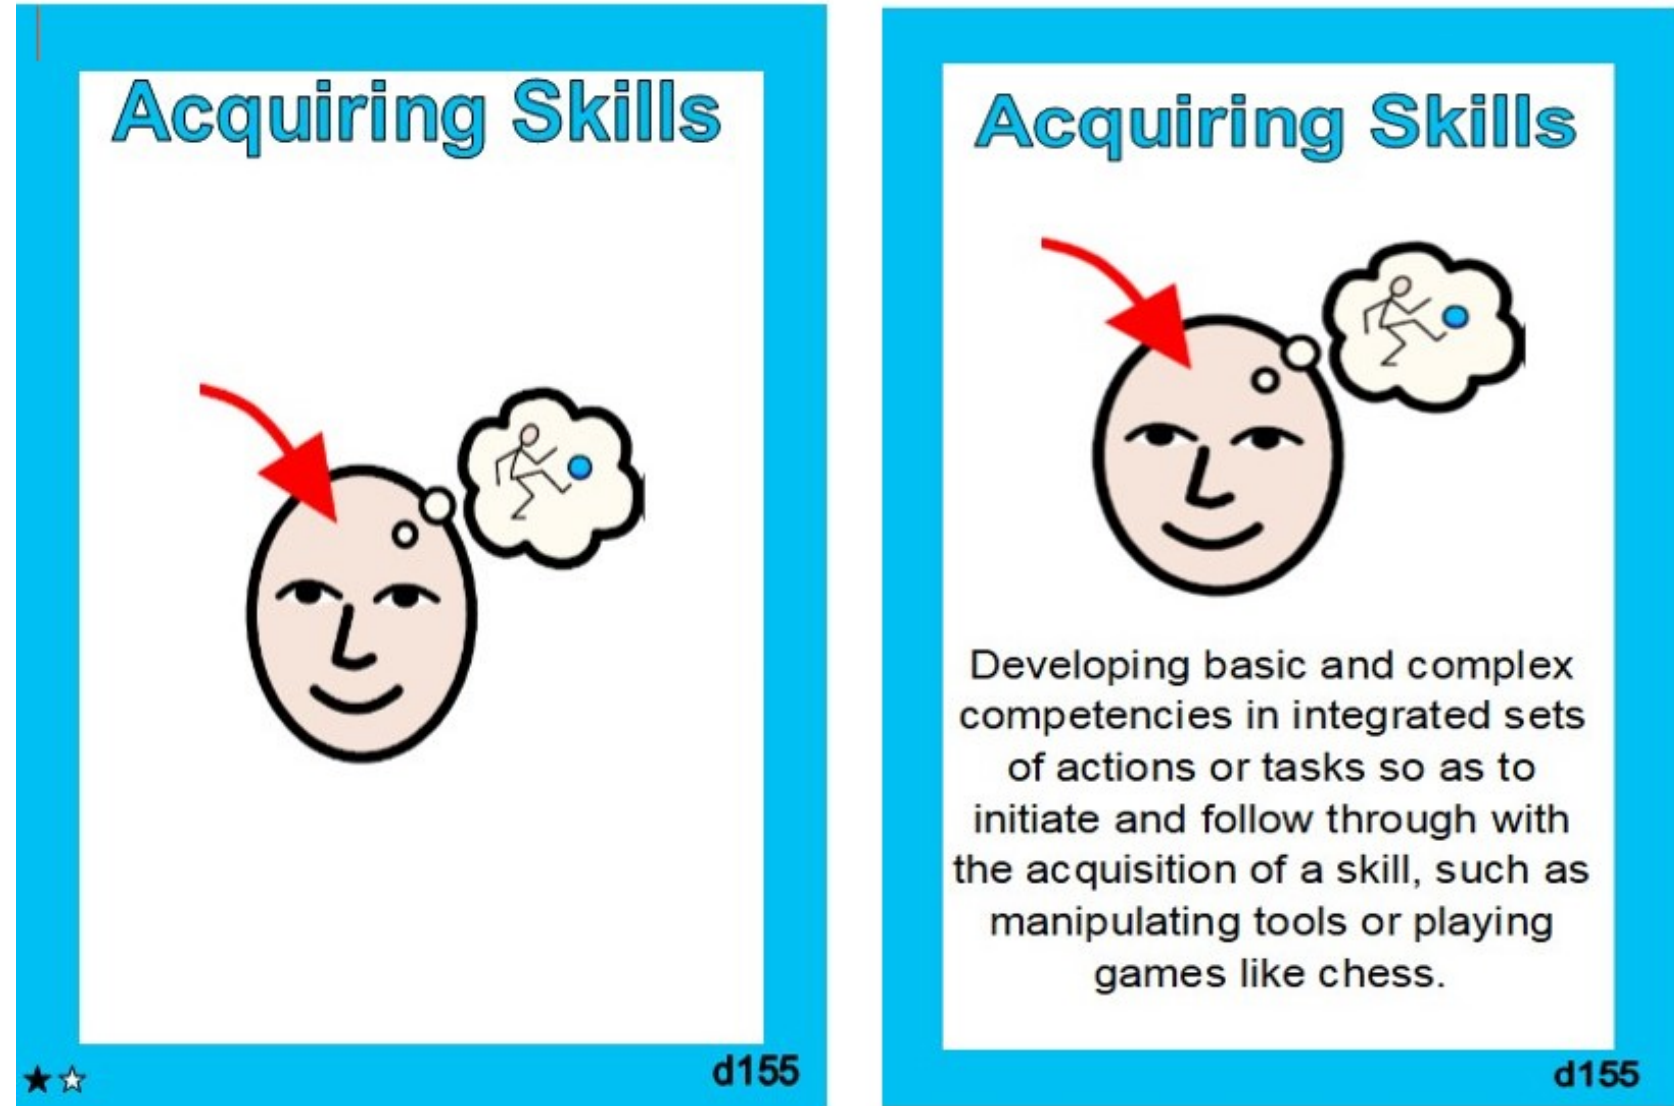 Acquiring Skills
d155
Acquiring Skills
Developing basic and complex
competencies in integrated sets
of actions or tasks so as to
initiate and follow through with
the acquisition of a skill, such as
manipulating tools or playing
games like chess.
d155